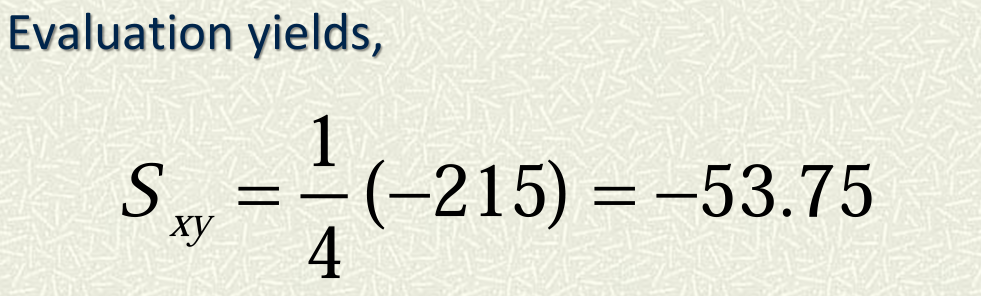 Evaluation yields,
S_xy = 1/4 (−215) = −53.75